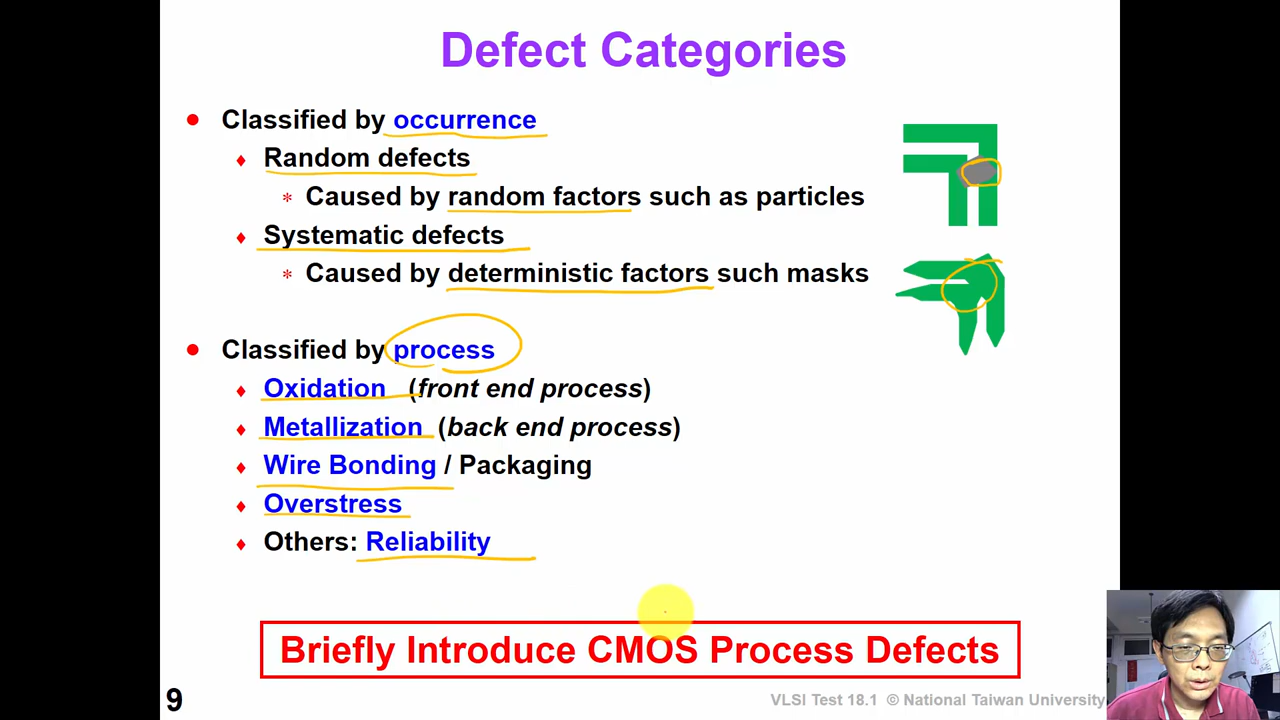 Defect Categories
• Classified by occurrence
♦ Random defects
* Caused by random factors such as particles
♦ Systematic defects
* Caused by deterministic factors such masks
• Classified by process
♦ Oxidation (front end process)
♦ Metallization (back end process)
♦ Wire Bonding / Packaging
♦ Overstress
♦ Others: Reliability
Briefly Introduce CMOS Process Defects
9
VLSI Test 18.1 © National Taiwan University